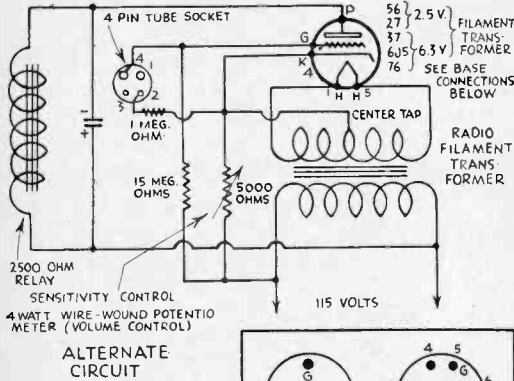 4 PIN TUBE SOCKET
4
1
3
2
1 MEG.
OHM
15 MEG.
OHMS
5000
OHMS
P
G
K
4
1
H
H
5
CENTER TAP
56
27
37
6J5
76
2.5 V.
6.3 V.
FILAMENT
TRANS-
FORMER
SEE BASE
CONNECTIONS
BELOW
RADIO
FILAMENT
TRANS-
FORMER
2500 OHM
RELAY
SENSITIVITY CONTROL
4 WATT WIRE-WOUND POTENTIO
METER (VOLUME CONTROL)
115 VOLTS
ALTERNATE
CIRCUIT
G
4
5
G